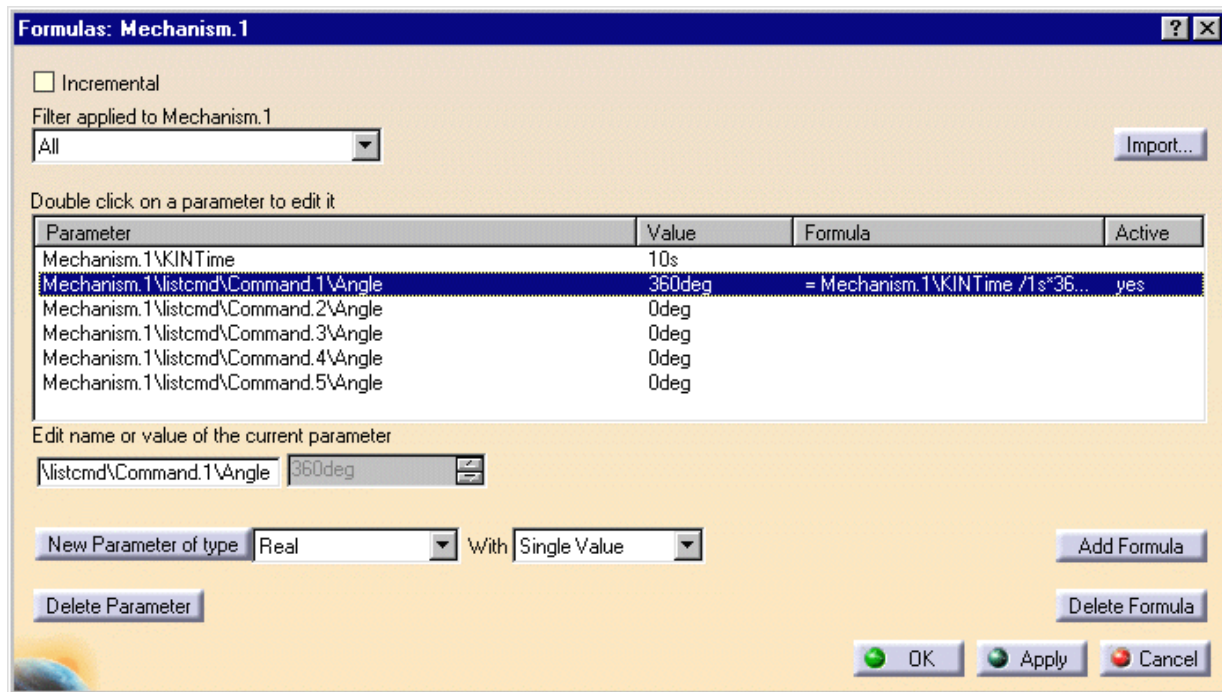 Formulas: Mechanism.1
Incremental
Filter applied to Mechanism.1
All
Import...
Double click on a parameter to edit it
Parameter Value Formula Active
Mechanism.1\KINTime 10s
Mechanism.1\listcmd\Command.1\Angle 360deg = Mechanism.1\KINTime /1s*36... yes
Mechanism.1\listcmd\Command.2\Angle 0deg
Mechanism.1\listcmd\Command.3\Angle 0deg
Mechanism.1\listcmd\Command.4\Angle 0deg
Mechanism.1\listcmd\Command.5\Angle 0deg
Edit name or value of the current parameter
\listcmd\Command.1\Angle 360deg
New Parameter of type Real With Single Value Add Formula
Delete Parameter Delete Formula
OK Apply Cancel